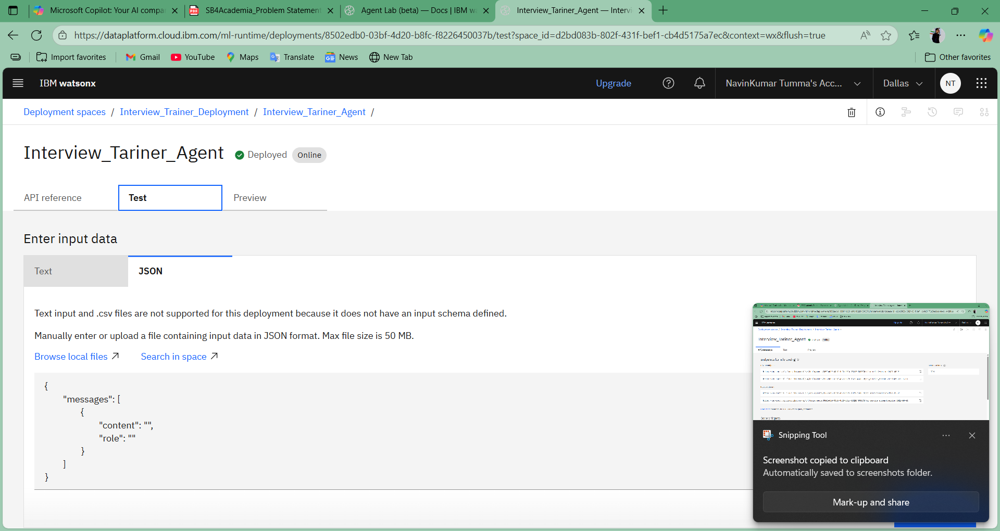 Microsoft Copilot: Your AI compa
SB4Academia_Problem Statement
Agent Lab (beta) — Docs | IBM w
Interview_Tariner_Agent — Intervi
https://dataplatform.cloud.ibm.com/ml-runtime/deployments/8502edb0-03bf-4d20-b8fc-f8226450037b/test?space_id=d2bd083b-802f-431f-bef1-cb4d5175a7ec&context=wx&flush=true
Import favorites
Gmail
YouTube
Maps
Translate
News
New Tab
Other favorites
IBM watsonx
Upgrade
NavinKumar Tumma's Acc...
Dallas
NT
Deployment spaces / Interview_Trainer_Deployment / Interview_Tariner_Agent /
Interview_Tariner_Agent
Deployed
Online
API reference
Test
Preview
Enter input data
Text
JSON
Text input and .csv files are not supported for this deployment because it does not have an input schema defined.
Manually enter or upload a file containing input data in JSON format. Max file size is 50 MB.
Browse local files
Search in space
{
"messages": [
{
"content": "",
"role": ""
}
]
}
Interview_Tariner_Agent
Snipping Tool
Screenshot copied to clipboard
Automatically saved to screenshots folder.
Mark-up and share